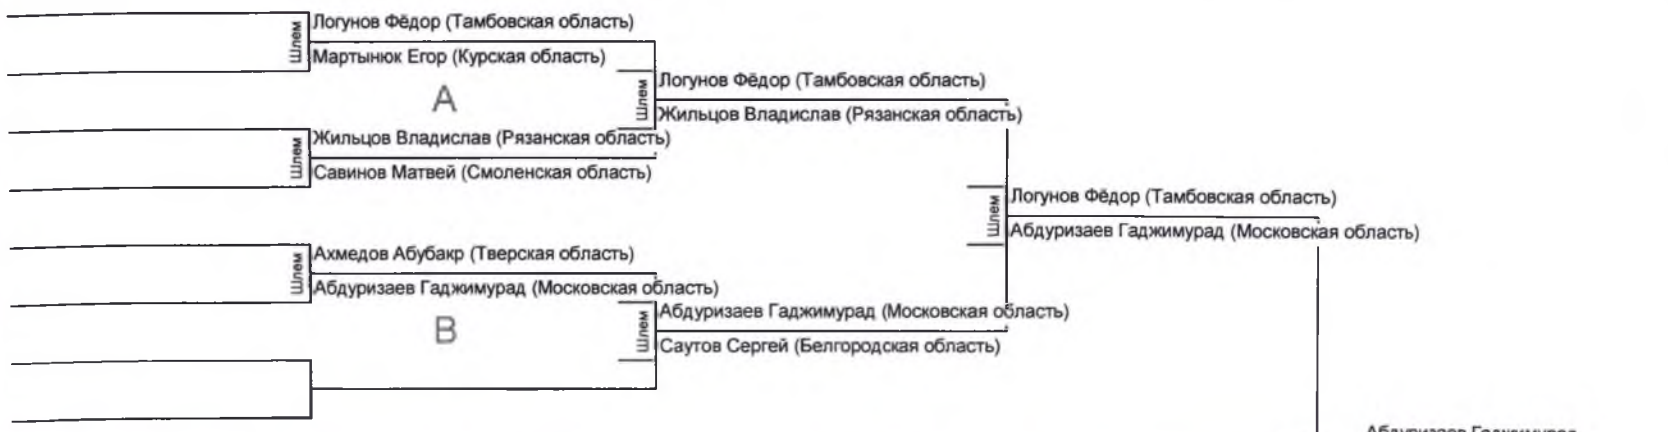 Шлем
Логунов Фёдор (Тамбовская область)
Мартынюк Егор (Курская область)
A
Шлем
Логунов Фёдор (Тамбовская область)
Жильцов Владислав (Рязанская область)
Шлем
Жильцов Владислав (Рязанская область)
Савинов Матвей (Смоленская область)
Шлем
Логунов Фёдор (Тамбовская область)
Абдуризаев Гаджимурад (Московская область)
Шлем
Ахмедов Абубакр (Тверская область)
Абдуризаев Гаджимурад (Московская область)
B
Шлем
Абдуризаев Гаджимурад (Московская область)
Саутов Сергей (Белгородская область)
Абдуризаев Гаджимурад